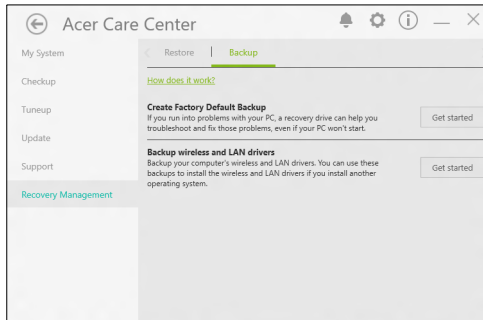 Acer Care Center
My System
Checkup
Tuneup
Update
Support
Recovery Management
Restore
Backup
How does it work?
Create Factory Default Backup
If you run into problems with your PC, a recovery drive can help you
troubleshoot and fix those problems, even if your PC won't start.
Get started
Backup wireless and LAN drivers
Backup your computer's wireless and LAN drivers. You can use these
backups to install the wireless and LAN drivers if you install another
operating system.
Get started